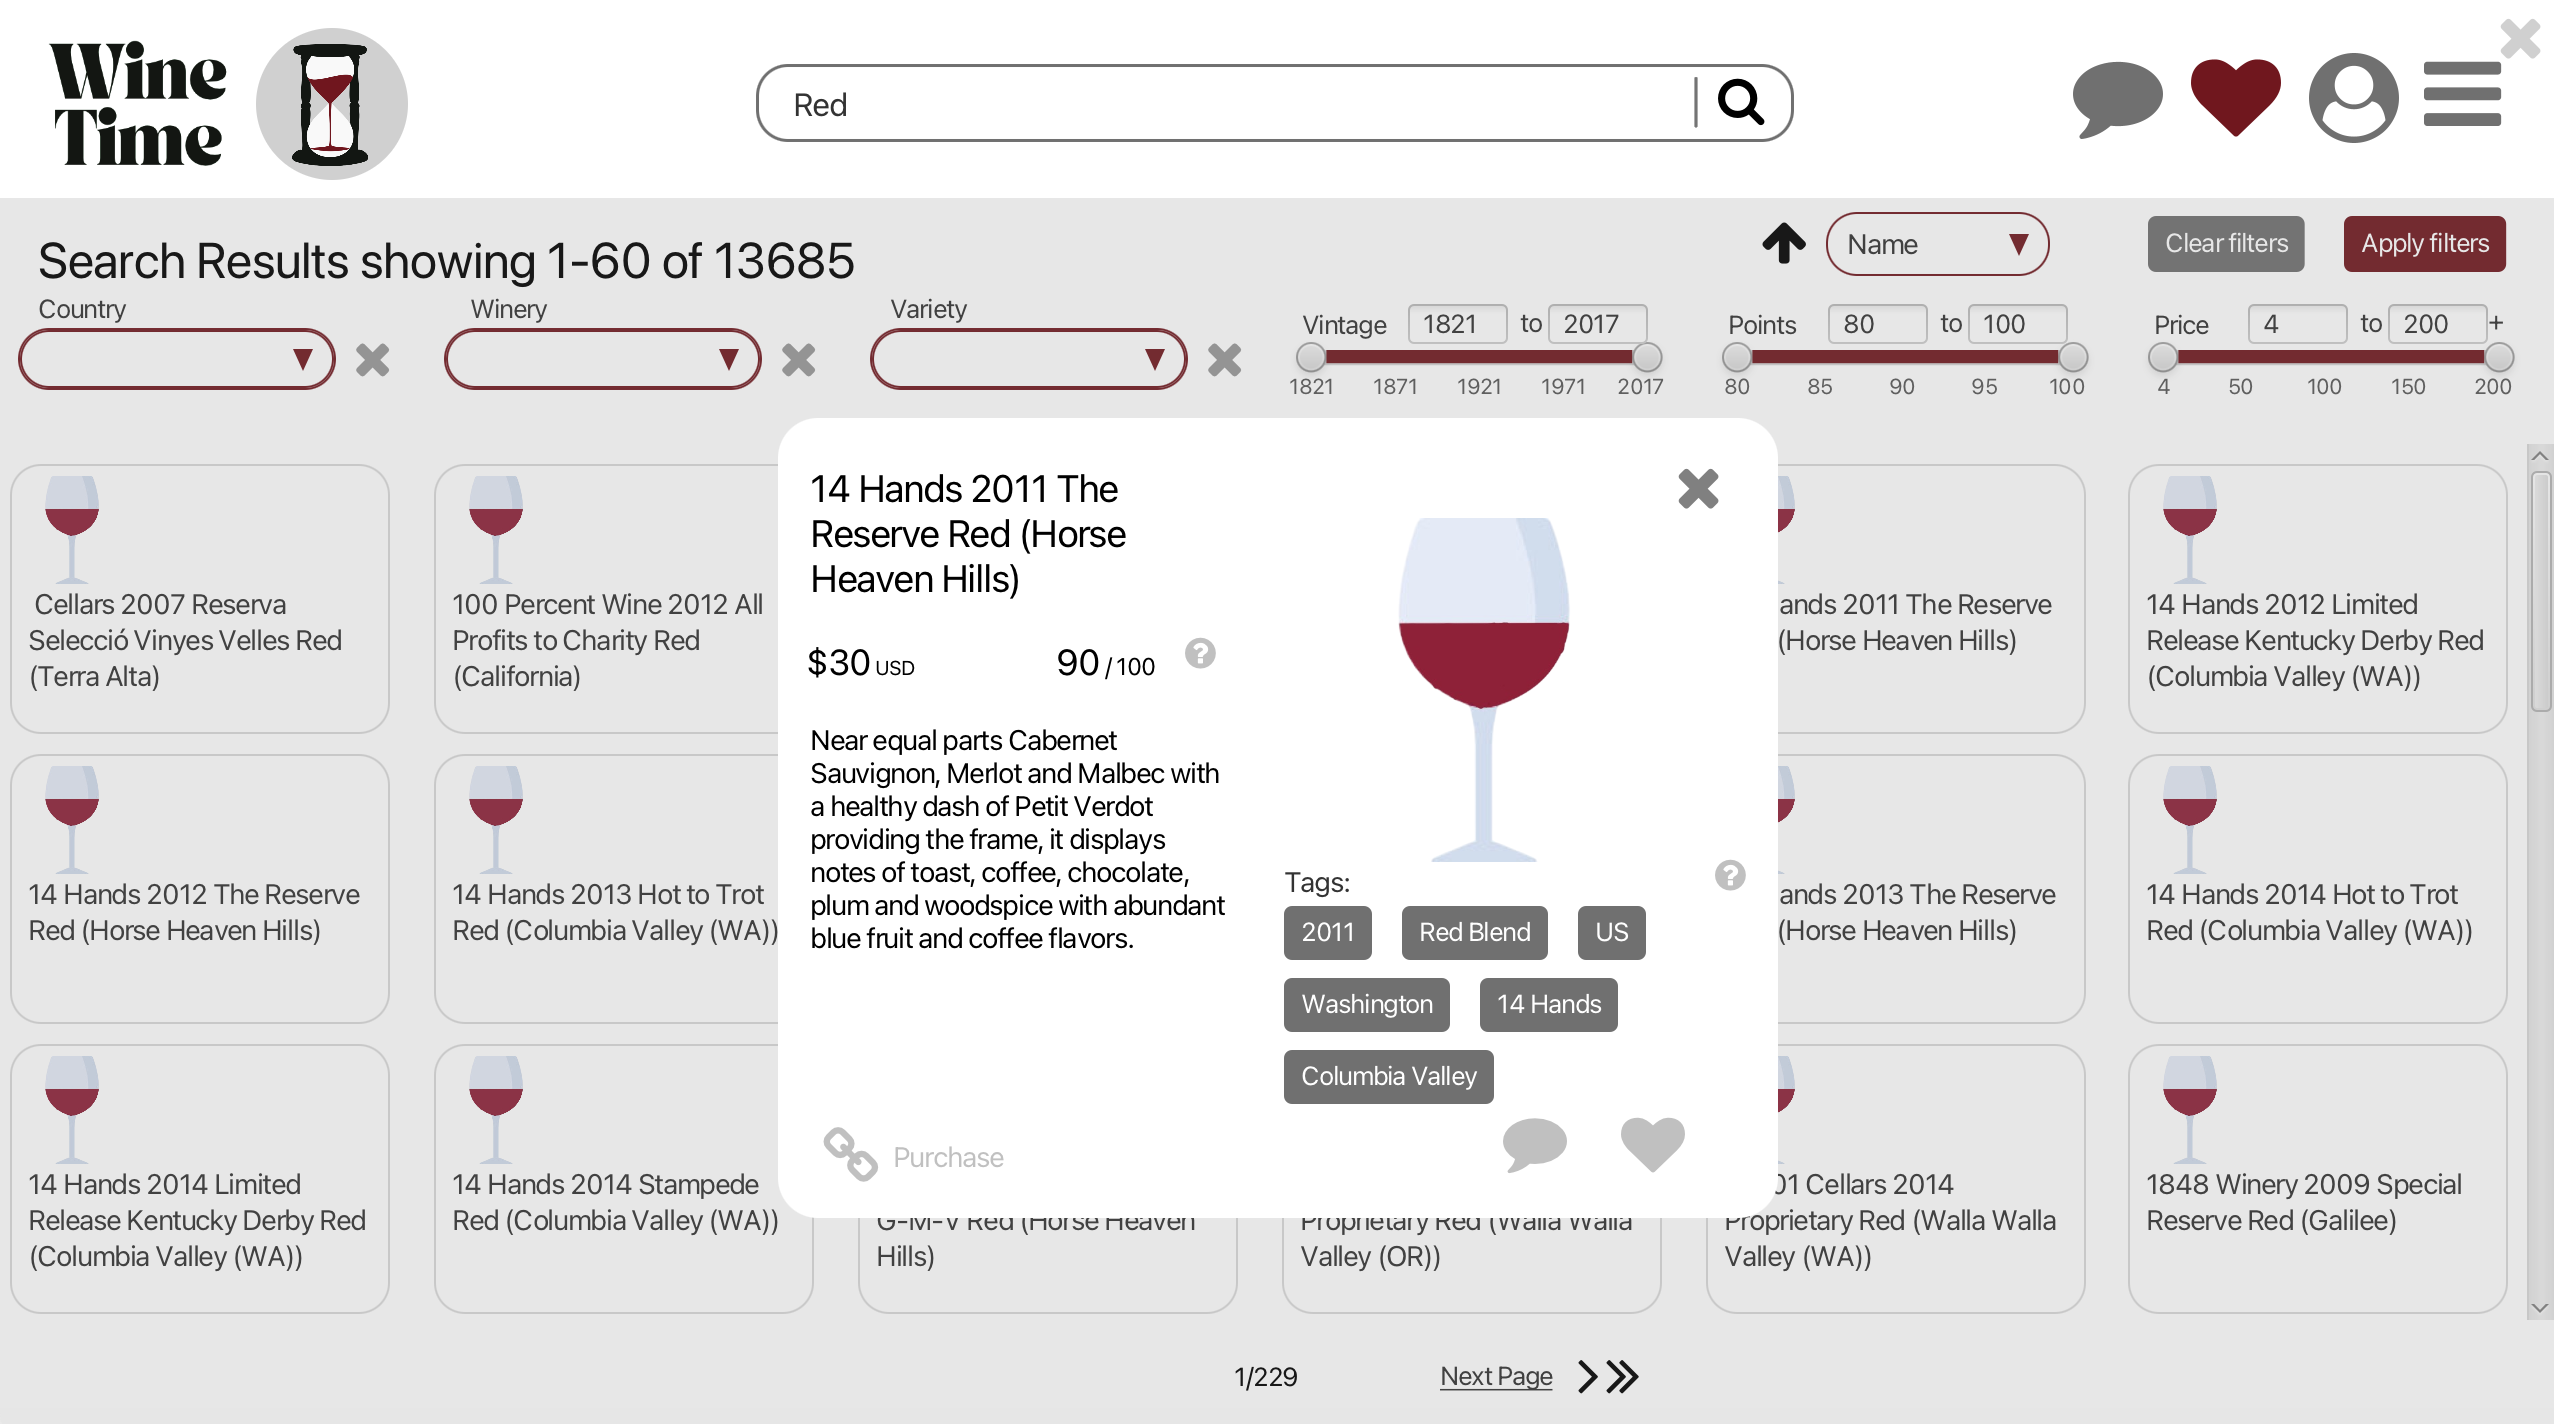 Wine
Time
Red
Search Results showing 1-60 of 13685
Name
Clear filters
Apply filters
Country
Winery
Variety
Vintage 1821 to 2017
1821 1871 1921 1971 2017
Points 80 to 100
80 85 90 95 100
Price 4 to 200 +
4 50 100 150 200
Cellars 2007 Reserva
Selecció Vinyes Velles Red
(Terra Alta)
100 Percent Wine 2012 All
Profits to Charity Red
(California)
ands 2011 The Reserve
(Horse Heaven Hills)
14 Hands 2012 Limited
Release Kentucky Derby Red
(Columbia Valley (WA))
14 Hands 2012 The Reserve
Red (Horse Heaven Hills)
14 Hands 2013 Hot to Trot
Red (Columbia Valley (WA))
ands 2013 The Reserve
(Horse Heaven Hills)
14 Hands 2014 Hot to Trot
Red (Columbia Valley (WA))
14 Hands 2014 Limited
Release Kentucky Derby Red
(Columbia Valley (WA))
14 Hands 2014 Stampede
Red (Columbia Valley (WA))
G-M-V Red (Horse Heaven
Hills)
Proprietary Red (Walla Walla
Valley (OR))
01 Cellars 2014
Proprietary Red (Walla Walla
Valley (WA))
1848 Winery 2009 Special
Reserve Red (Galilee)
14 Hands 2011 The
Reserve Red (Horse
Heaven Hills)
$30 USD
90 / 100
?
Near equal parts Cabernet
Sauvignon, Merlot and Malbec with
a healthy dash of Petit Verdot
providing the frame, it displays
notes of toast, coffee, chocolate,
plum and woodspice with abundant
blue fruit and coffee flavors.
Tags:
?
2011
Red Blend
US
Washington
14 Hands
Columbia Valley
Purchase
1/229
Next Page